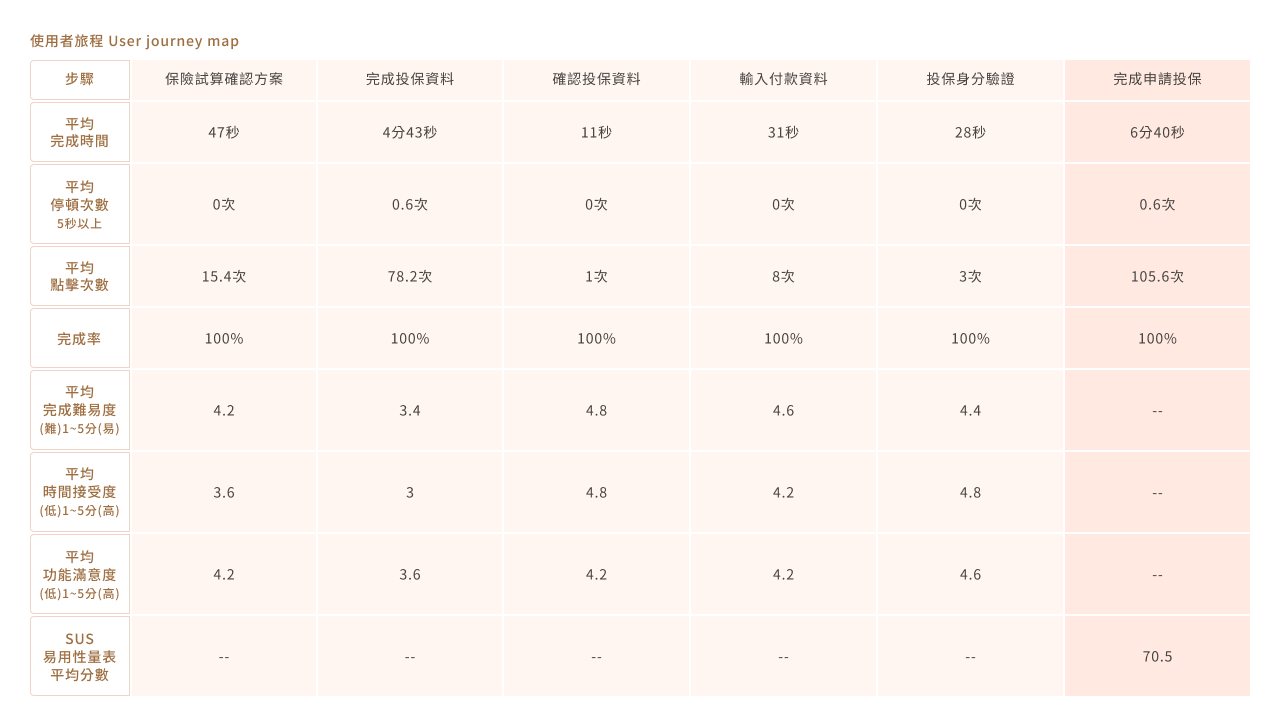 使用者旅程 User journey map
步驟 保險試算確認方案 完成投保資料 確認投保資料 輸入付款資料 投保身分驗證 完成申請投保
平均
完成時間 47秒 4分43秒 11秒 31秒 28秒 6分40秒
平均
停頓次數 0次 0.6次 0次 0次 0次 0.6次
5秒以上
平均
點擊次數 15.4次 78.2次 1次 8次 3次 105.6次
完成率 100% 100% 100% 100% 100% 100%
平均
完成難易度 4.2 3.4 4.8 4.6 4.4 --
(難)1~5分(易)
平均
時間接受度 3.6 3 4.8 4.2 4.8 --
(低)1~5分(高)
平均
功能滿意度 4.2 3.6 4.2 4.2 4.6 --
(低)1~5分(高)
SUS
易用性量表 -- -- -- -- -- 70.5
平均分數